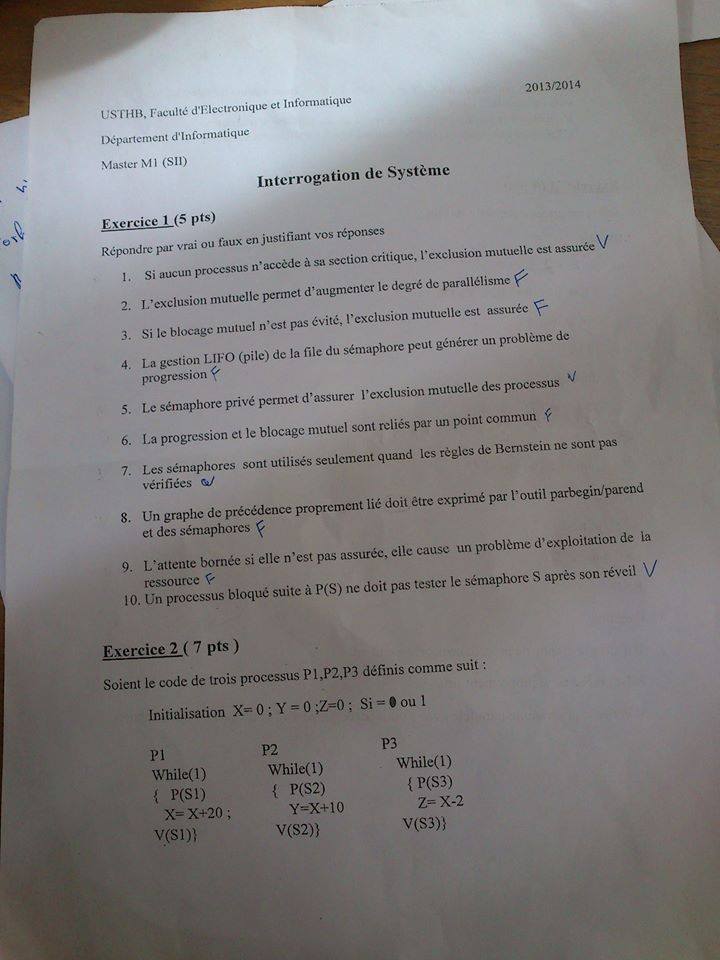 USTHB, Faculté d'Electronique et Informatique
2013/2014
Département d'Informatique
Master M1 (SII)
Interrogation de Système
Exercice 1 (5 pts)
Répondre par vrai ou faux en justifiant vos réponses
1. Si aucun processus n'accède à sa section critique, l'exclusion mutuelle est assurée V
2. L'exclusion mutuelle permet d'augmenter le degré de parallélisme F
3. Si le blocage mutuel n'est pas évité, l'exclusion mutuelle est assurée F
4. La gestion LIFO (pile) de la file du sémaphore peut générer un problème de
progression F
5. Le sémaphore privé permet d'assurer l'exclusion mutuelle des processus V
6. La progression et le blocage mutuel sont reliés par un point commun F
7. Les sémaphores sont utilisés seulement quand les règles de Bernstein ne sont pas
vérifiées
8. Un graphe de précédence proprement lié doit être exprimé par l'outil parbegin/parend
et des sémaphores F
9. L'attente bornée si elle n'est pas assurée, elle cause un problème d'exploitation de la
ressource F
10. Un processus bloqué suite à P(S) ne doit pas tester le sémaphore S après son réveil V
Exercice 2 ( 7 pts )
Soient le code de trois processus P1,P2,P3 définis comme suit :
Initialisation X= 0 ; Y = 0 ;Z=0 ; Si = 0 ou 1
P1 P2 P3
While(1) While(1) While(1)
{ P(S1) { P(S2) { P(S3)
X= X+20 ; Y=X+10 Z= X-2
V(S1)} V(S2)} V(S3)}